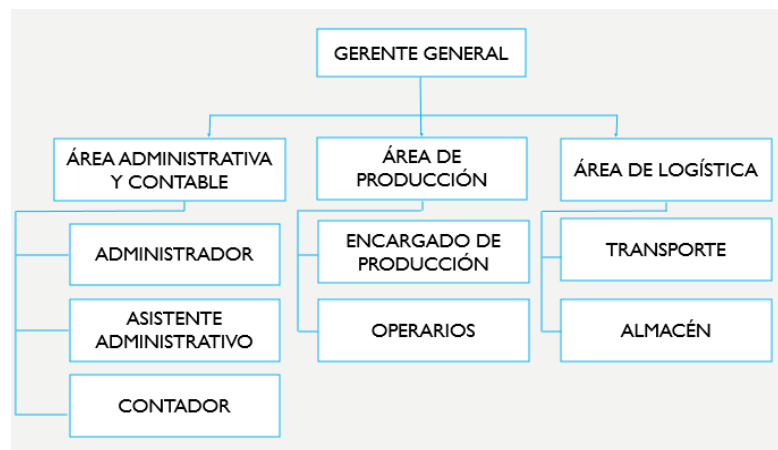 GERENTE GENERAL
ÁREA ADMINISTRATIVA
Y CONTABLE
ADMINISTRADOR
ASISTENTE
ADMINISTRATIVO
CONTADOR
ÁREA DE
PRODUCCIÓN
ENCARGADO DE
PRODUCCIÓN
OPERARIOS
ÁREA DE LOGÍSTICA
TRANSPORTE
ALMACÉN